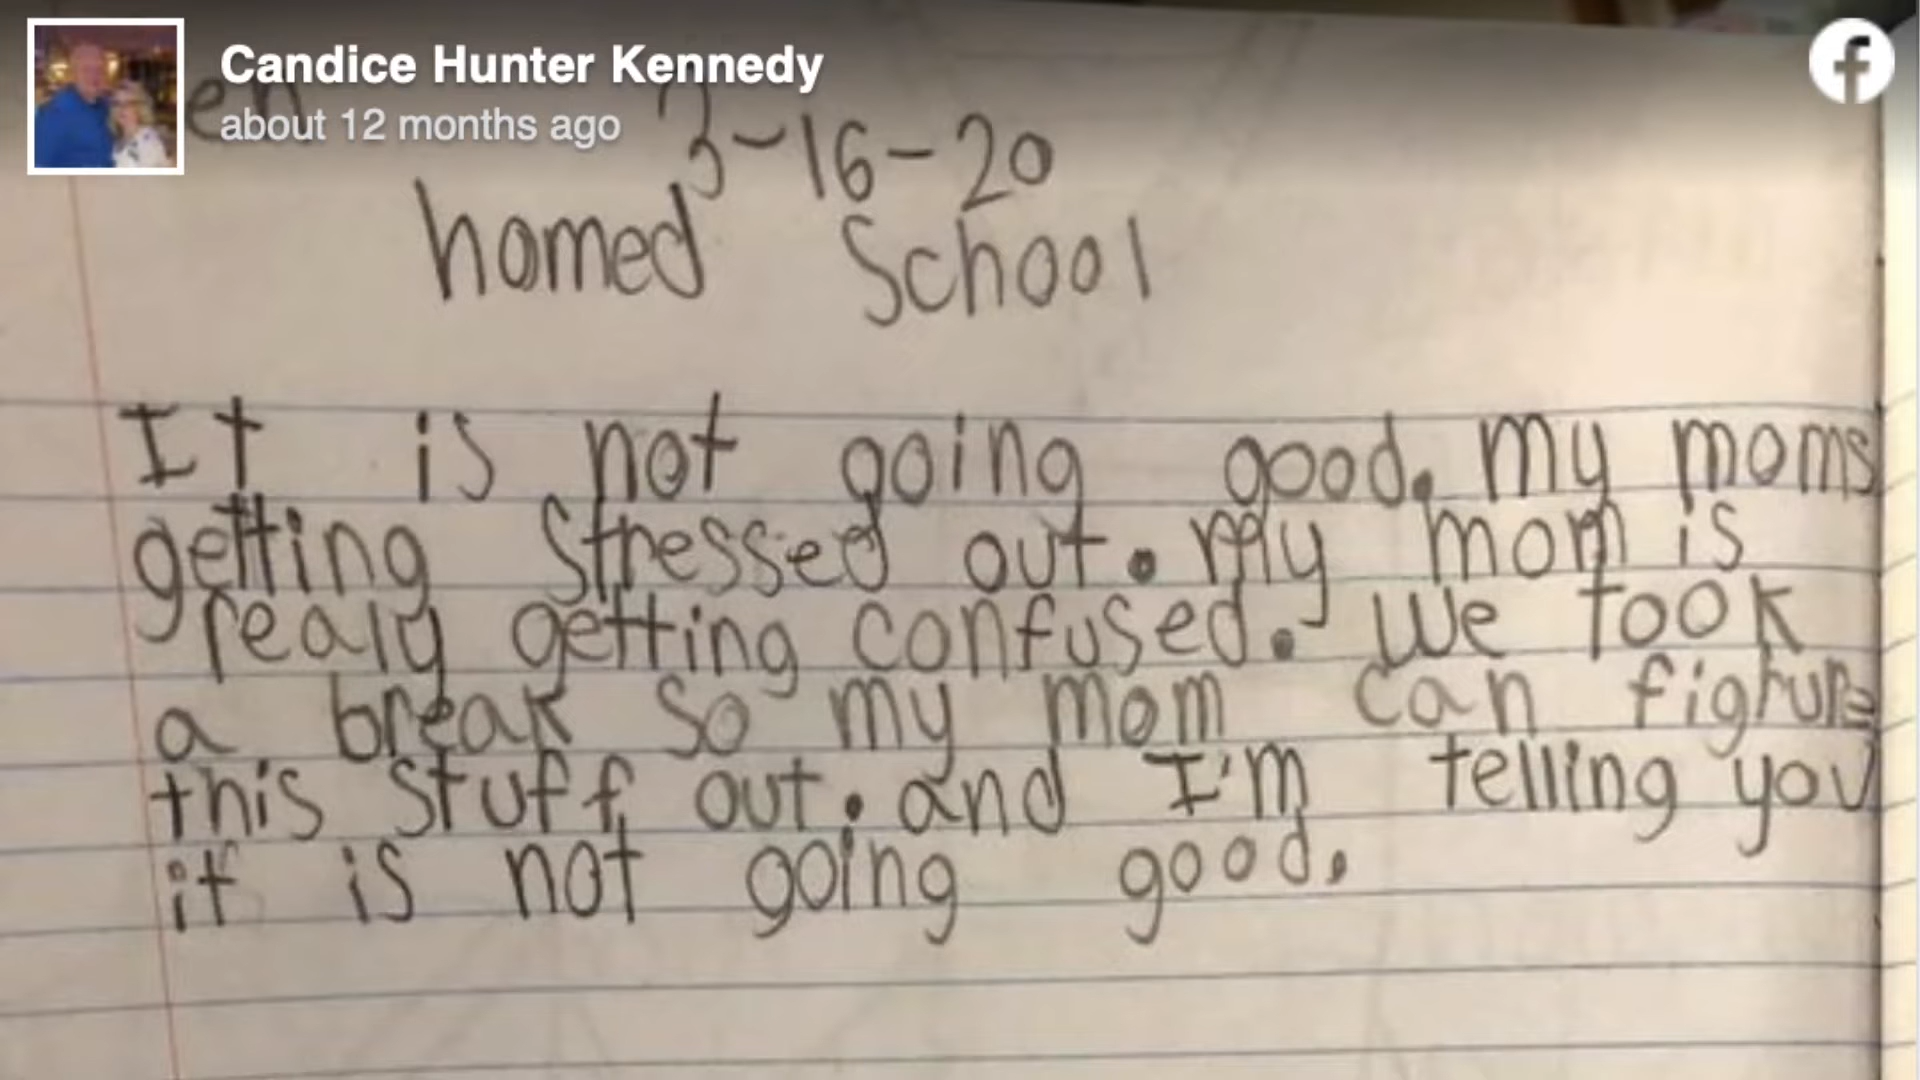 Candice Hunter Kennedy
about 12 months ago
3-16-20
homed School
It is not going good. my moms
getting stressed out. My mom is
realy getting confused. We took
a break so my mom can fighure
this stuff out. and I'm telling you
it is not going good.